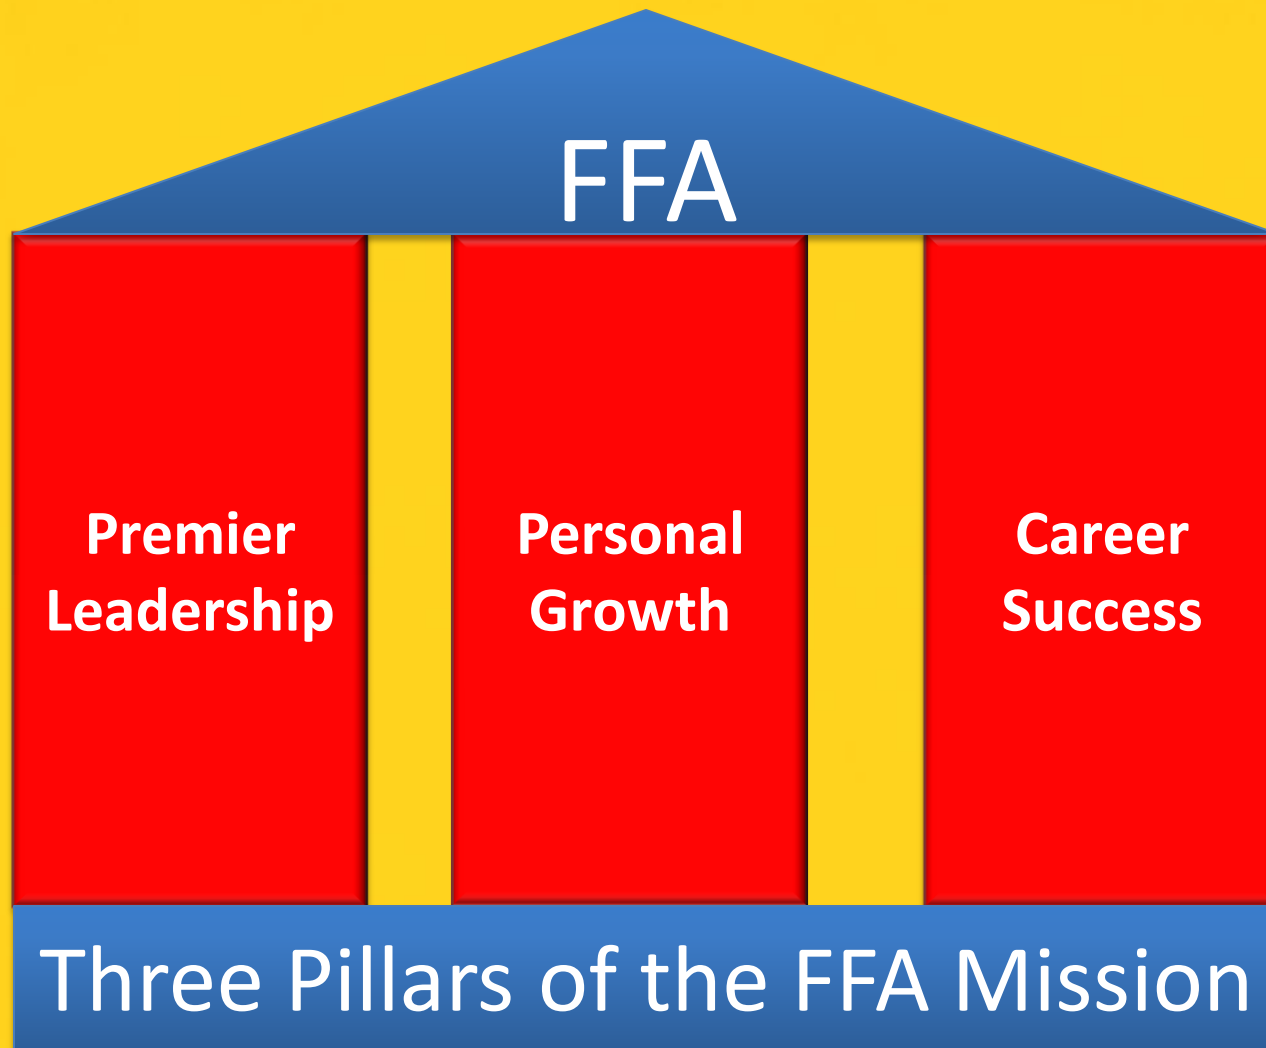 FFA
Premier
Leadership
Personal
Growth
Career
Success
Three Pillars of the FFA Mission